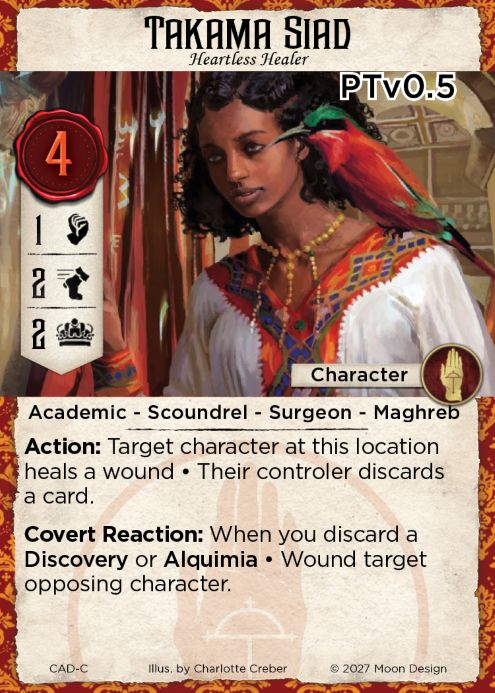 Takama Siad
Heartless Healer
PTv0.5
4
1
2
2
Character
Academic - Scoundrel - Surgeon - Maghreb
Action: Target character at this location
heals a wound • Their controler discards
a card.
Covert Reaction: When you discard a
Discovery or Alquimia • Wound target
opposing character.
CAD-C
Illus. by Charlotte Creber
© 2027 Moon Design